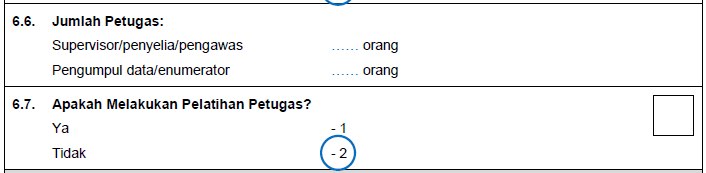 6.6. Jumlah Petugas:
Supervisor/penyelia/pengawas ...... orang
Pengumpul data/enumerator ...... orang
6.7. Apakah Melakukan Pelatihan Petugas?
Ya - 1
Tidak - 2